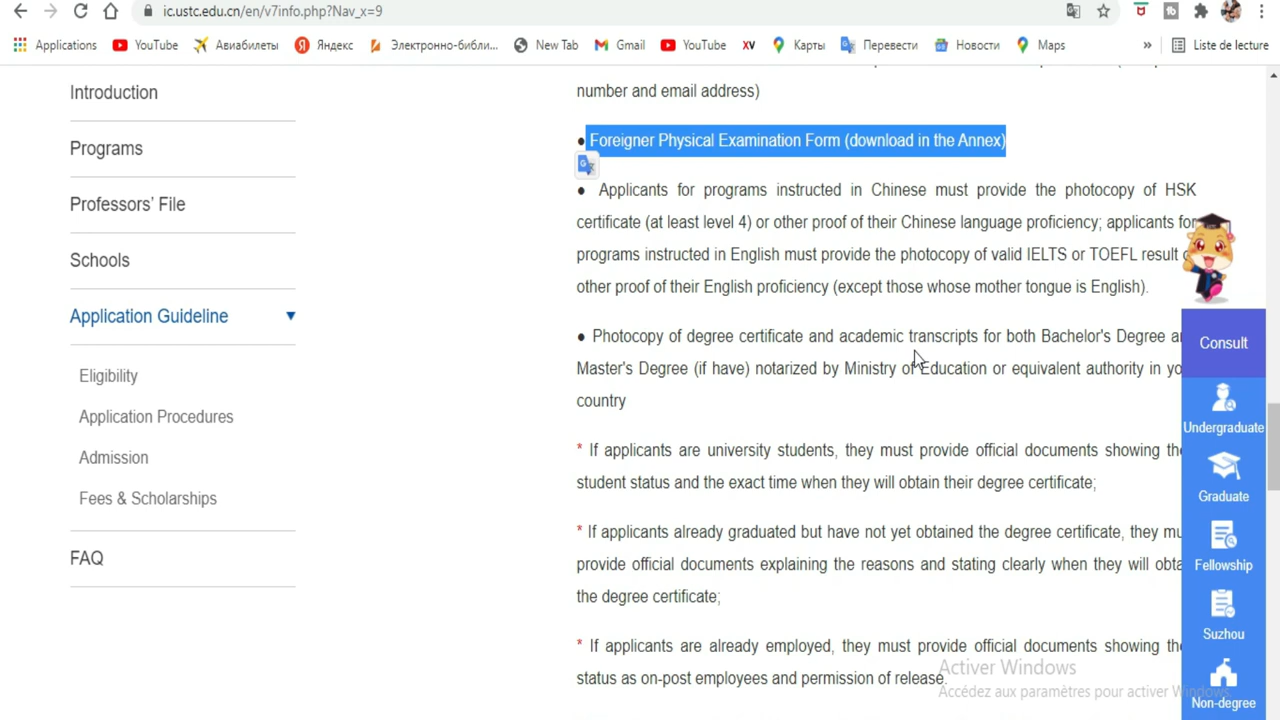 ic.ustc.edu.cn/en/v7info.php?Nav_x=9
Applications YouTube Авиабилеты Яндекс Электронно-библи... New Tab Gmail YouTube XV Карты Перевести Новости Maps » Liste de lecture
Introduction
Programs
Professors' File
Schools
Application Guideline
Eligibility
Application Procedures
Admission
Fees & Scholarships
FAQ
number and email address)
● Foreigner Physical Examination Form (download in the Annex)
● Applicants for programs instructed in Chinese must provide the photocopy of HSK
certificate (at least level 4) or other proof of their Chinese language proficiency; applicants for
programs instructed in English must provide the photocopy of valid IELTS or TOEFL result
other proof of their English proficiency (except those whose mother tongue is English).
● Photocopy of degree certificate and academic transcripts for both Bachelor's Degree
Master's Degree (if have) notarized by Ministry of Education or equivalent authority in
country
* If applicants are university students, they must provide official documents showing
student status and the exact time when they will obtain their degree certificate;
* If applicants already graduated but have not yet obtained the degree certificate, they
provide official documents explaining the reasons and stating clearly when they will
the degree certificate;
* If applicants are already employed, they must provide official documents showing
status as on-post employees and permission of release.
Consult
Undergraduate
Graduate
Fellowship
Suzhou
Non-degree
Activer Windows
Accédez aux paramètres pour activer Windows.